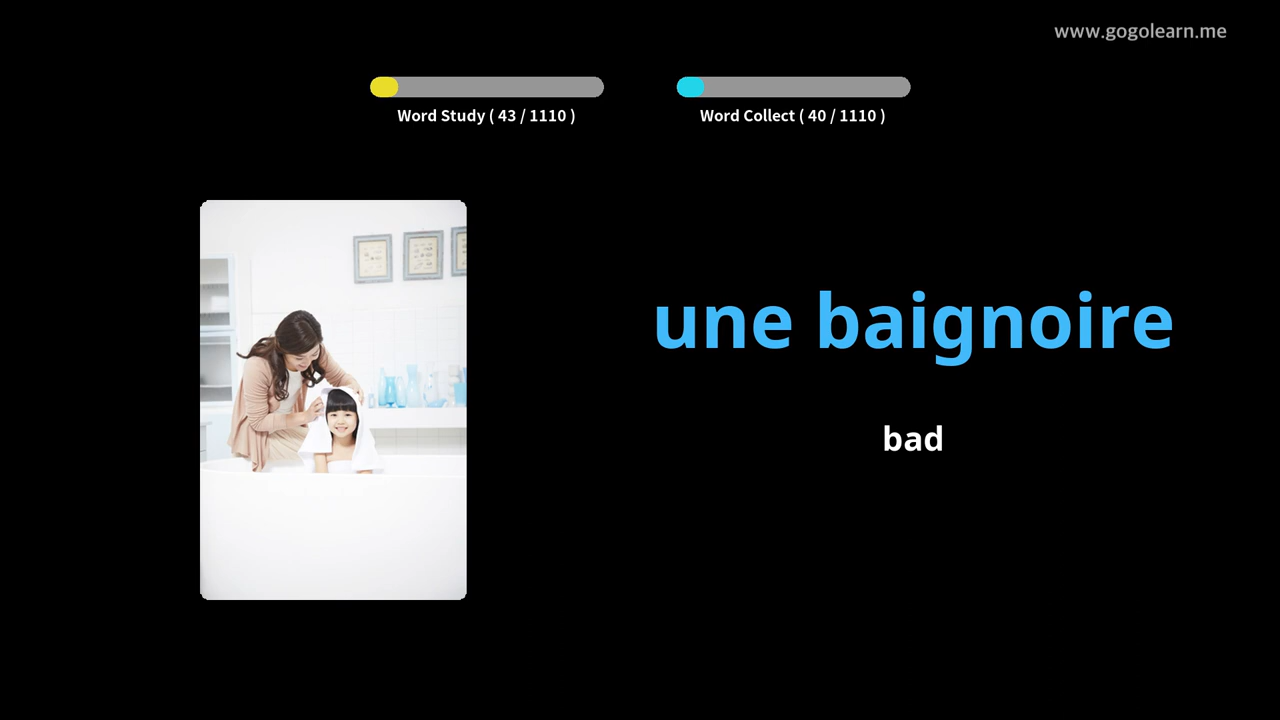 www.gogolearn.me
Word Study ( 43 / 1110 )
Word Collect ( 40 / 1110 )
une baignoire
bad